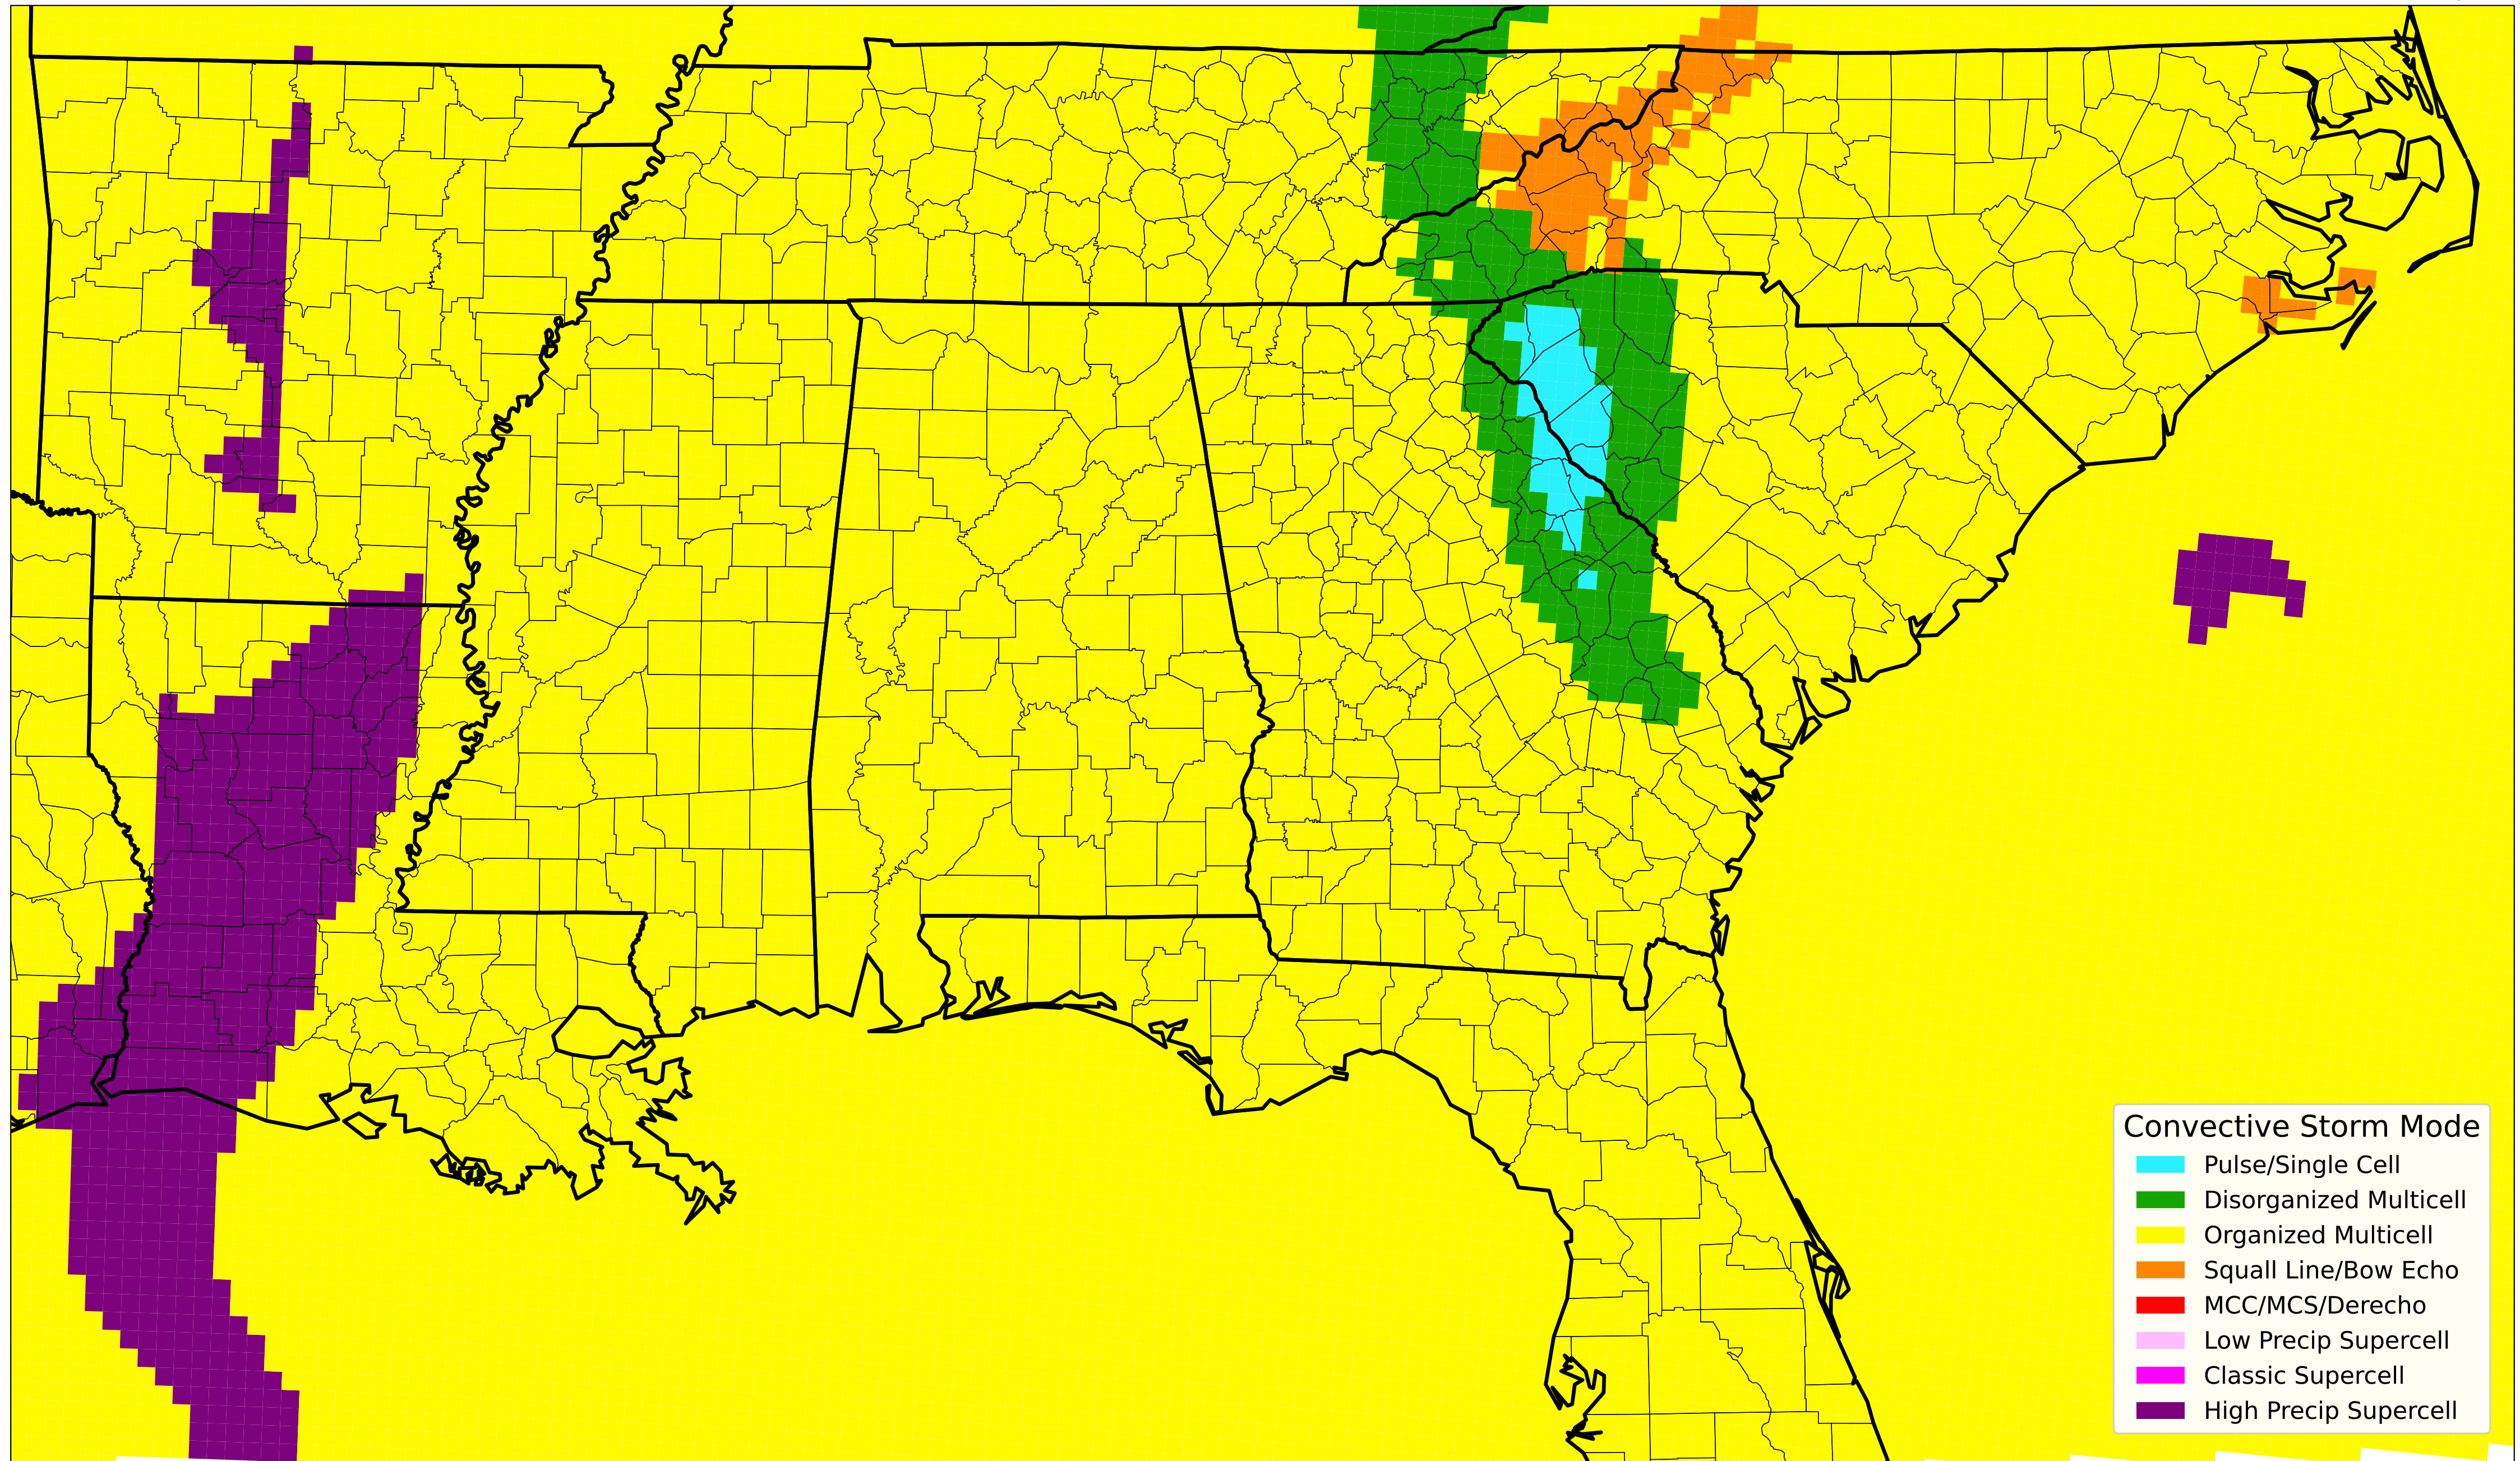 Convective Storm Mode
Pulse/Single Cell
Disorganized Multicell
Organized Multicell
Squall Line/Bow Echo
MCC/MCS/Derecho
Low Precip Supercell
Classic Supercell
High Precip Supercell